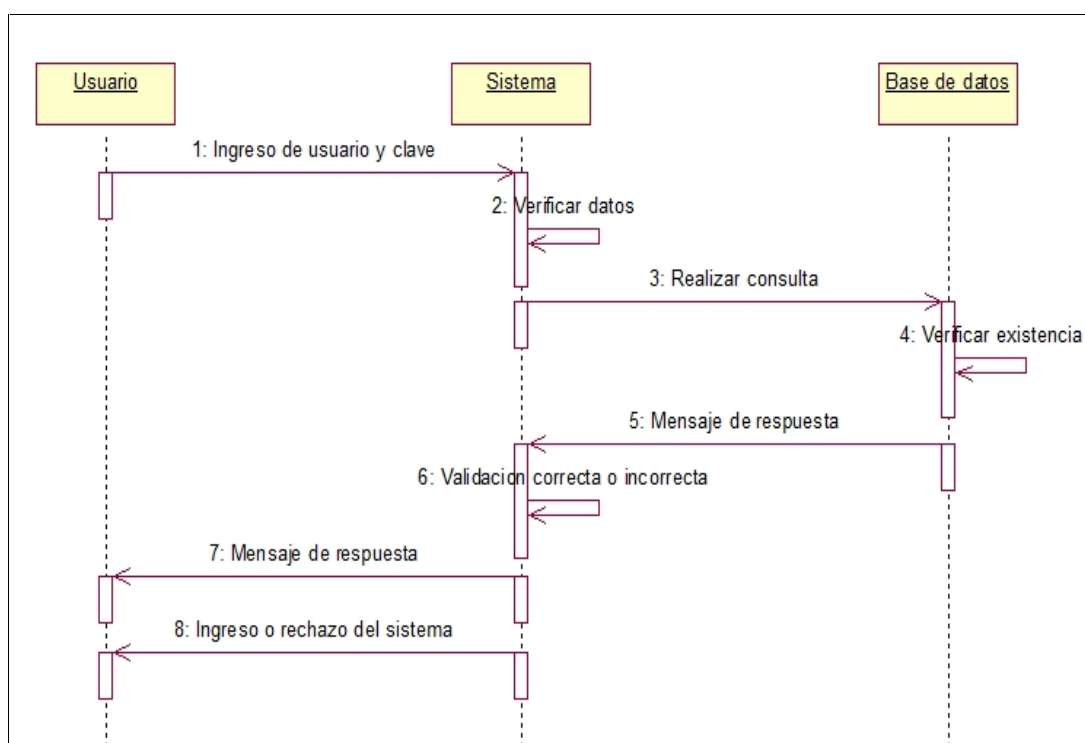 Usuario
Sistema
Base de datos
1: Ingreso de usuario y clave
2: Verificar datos
3: Realizar consulta
4: Verificar existencia
5: Mensaje de respuesta
6: Validacion correcta o incorrecta
7: Mensaje de respuesta
8: Ingreso o rechazo del sistema